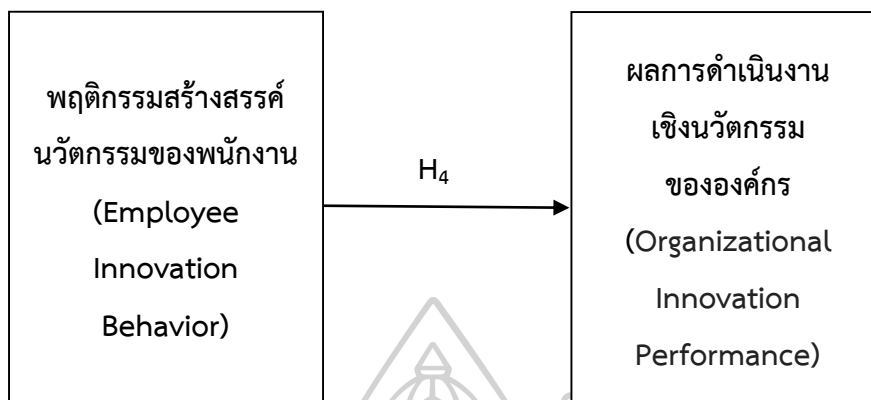 พฤติกรรมสร้างสรรค์
นวัตกรรมของพนักงาน
(Employee
Innovation
Behavior)
H₄
ผลการดำเนินงาน
เชิงนวัตกรรม
ขององค์กร
(Organizational
Innovation
Performance)